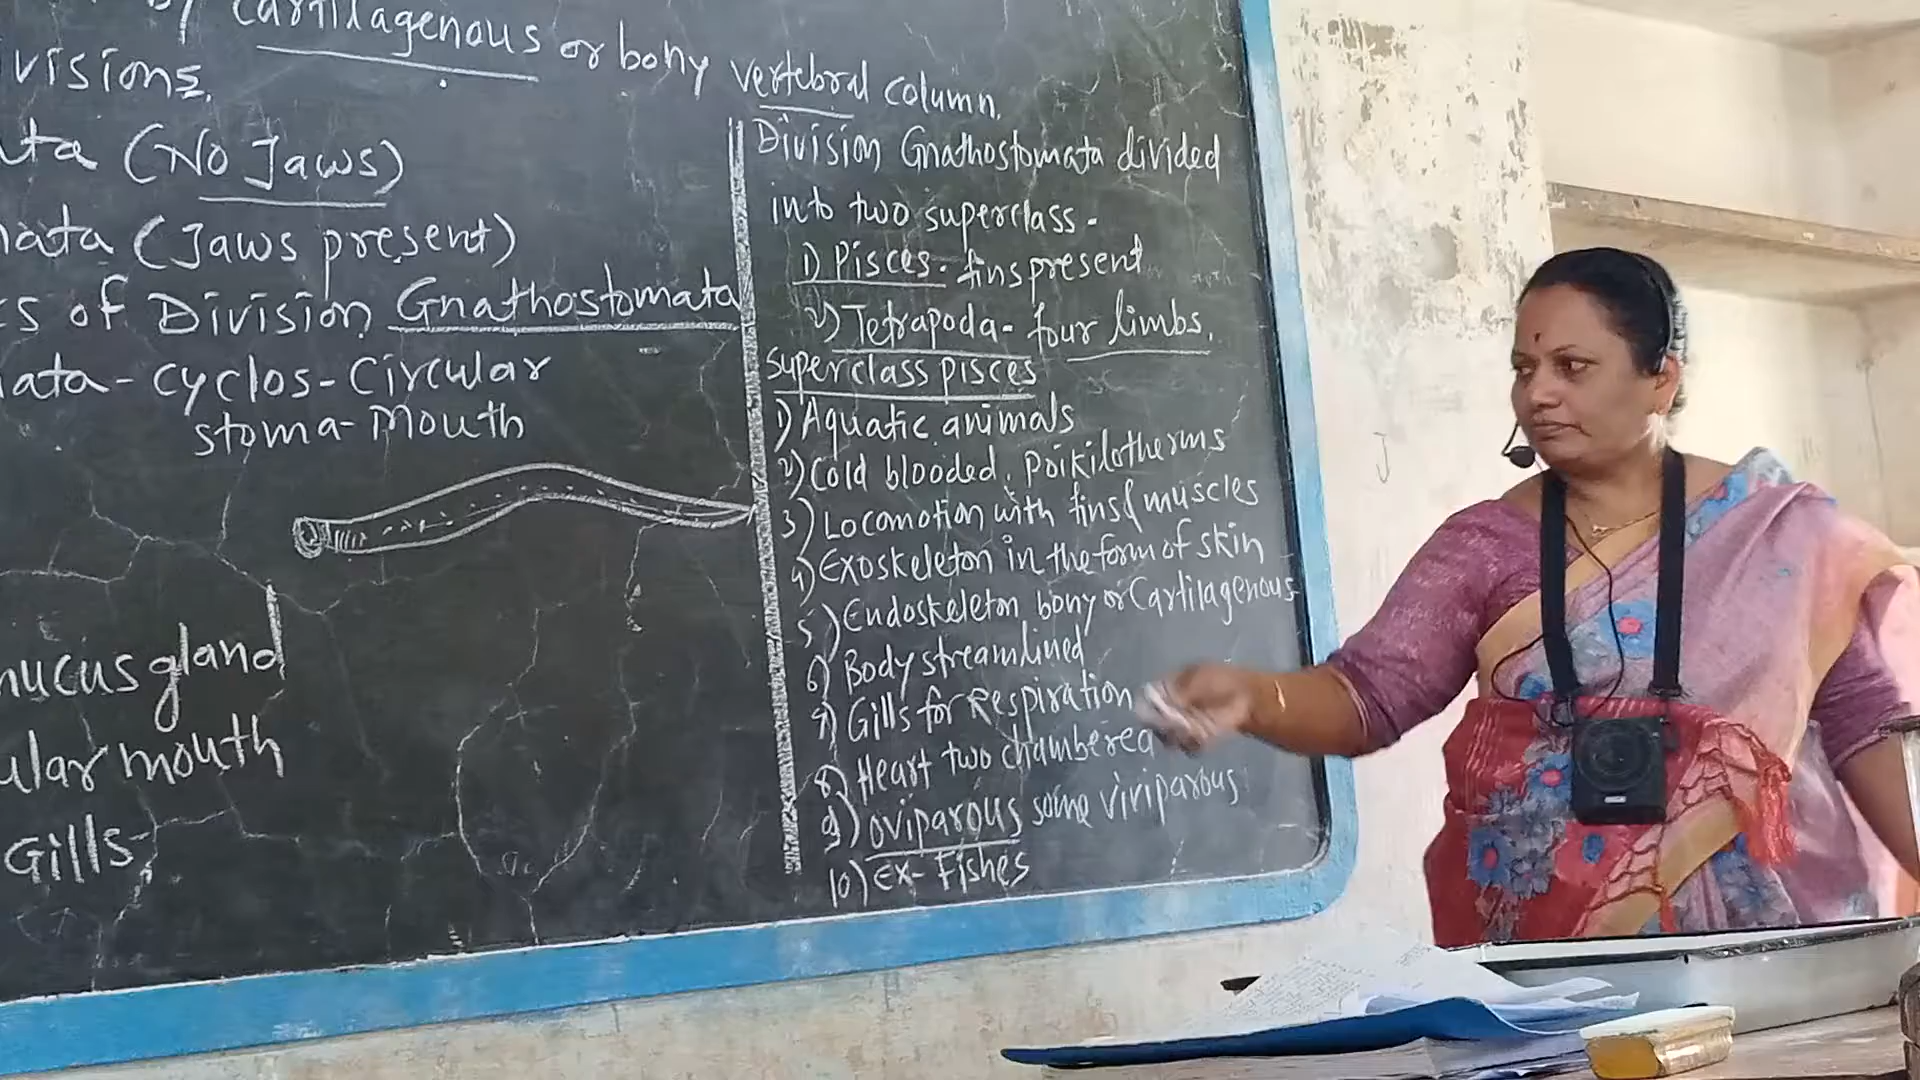 by cartilagenous or bony vertebral column.
visions.
ata (No Jaws)
ata (Jaws present)
s of Division Gnathostomata
ata - cyclos - Circular
stoma - Mouth
mucus gland
ular mouth
Gills,
Division Gnathostomata divided
into two superclass -
1) Pisces - fins present
2) Tetrapoda - four limbs.
Superclass pisces
1) Aquatic animals
2) Cold blooded, Poikilotherms
3) Locomotion with fins & muscles
4) Exoskeleton in the form of skin
5) Endoskeleton bony or Cartilagenous
6) Body streamlined
7) Gills for Respiration
8) Heart two chambered
9) Oviparous some viviparous
10) Ex - Fishes